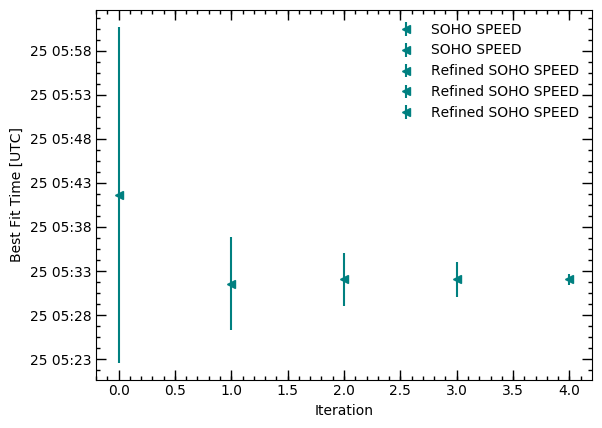 SOHO SPEED
SOHO SPEED
Refined SOHO SPEED
Refined SOHO SPEED
Refined SOHO SPEED
Best Fit Time [UTC]
25 05:58
25 05:53
25 05:48
25 05:43
25 05:38
25 05:33
25 05:28
25 05:23
0.0 0.5 1.0 1.5 2.0 2.5 3.0 3.5 4.0
Iteration